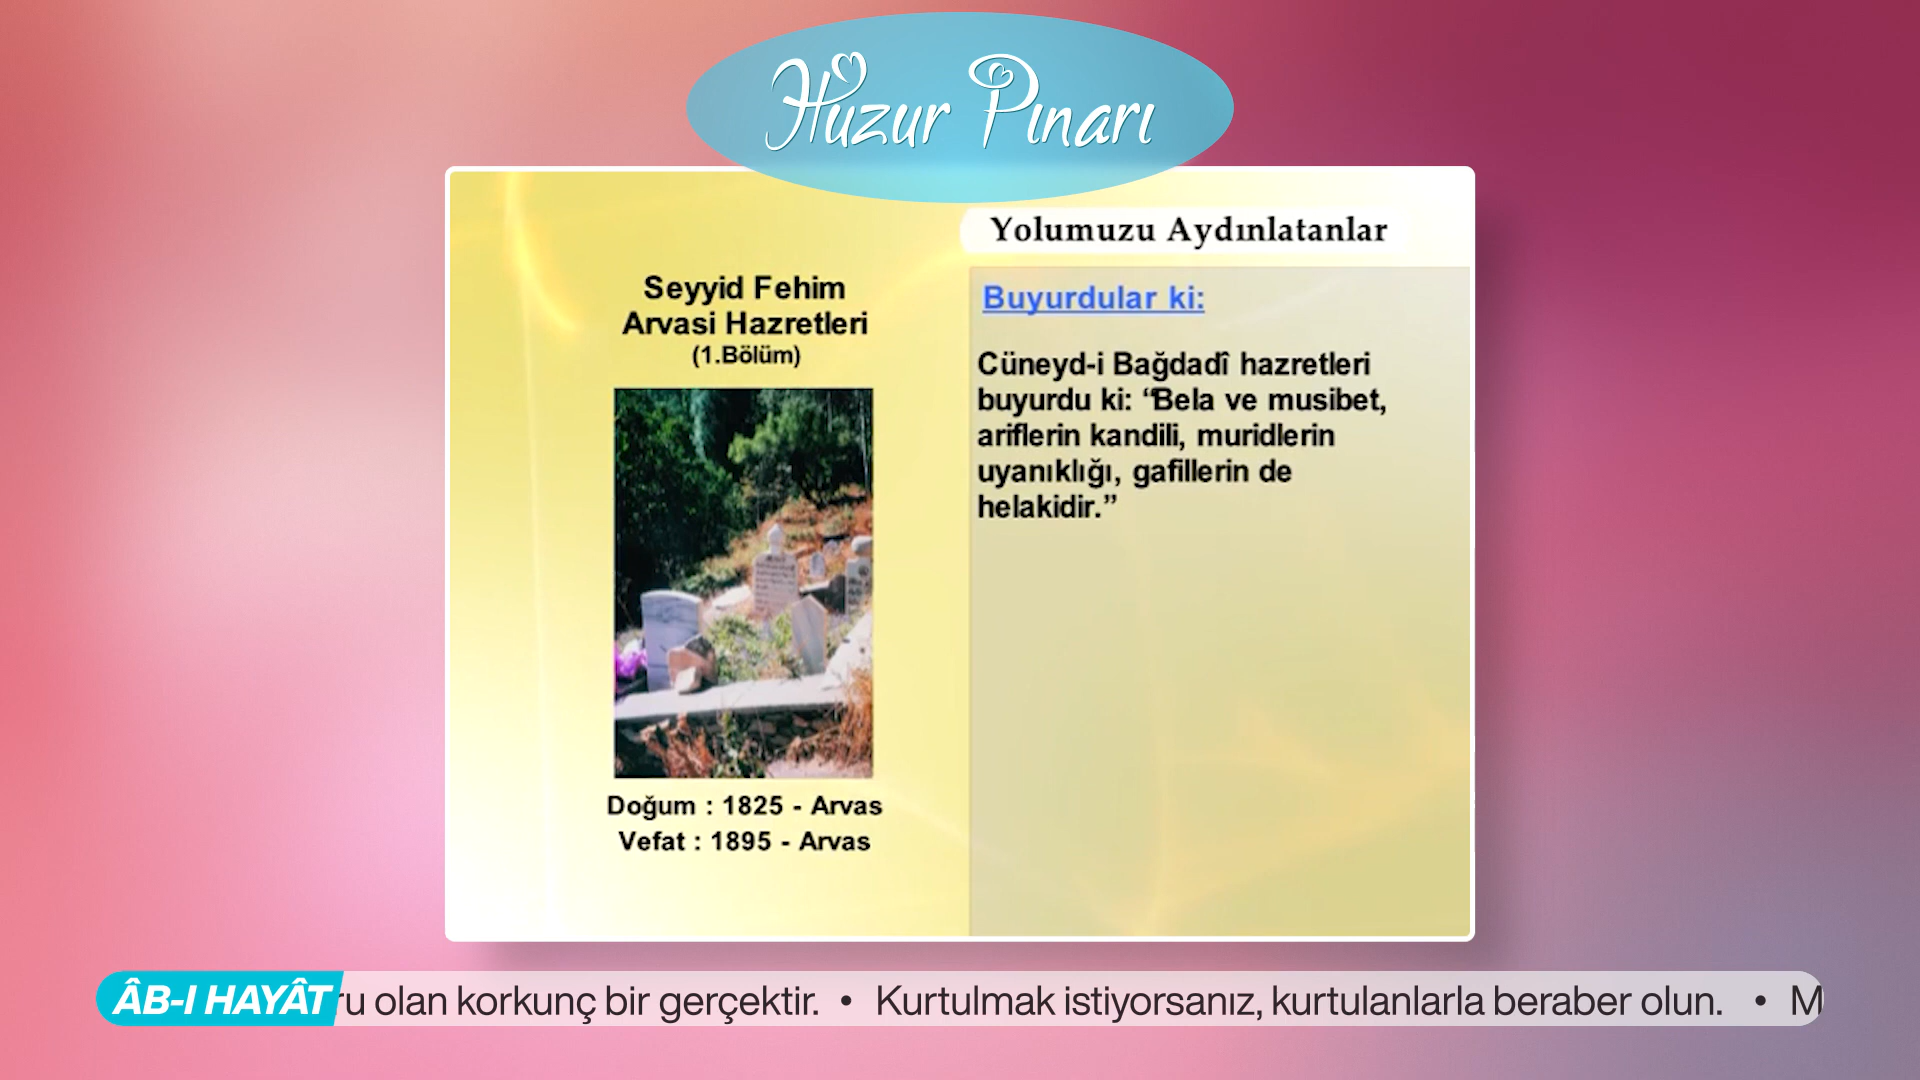 Huzur Pınarı
Yolumuzu Aydınlatanlar
Seyyid Fehim
Arvasi Hazretleri
(1.Bölüm)
Doğum : 1825 - Arvas
Vefat : 1895 - Arvas
Buyurdular ki:
Cüneyd-i Bağdadî hazretleri
buyurdu ki: “Bela ve musibet,
ariflerin kandili, muridlerin
uyanıklığı, gafillerin de
helakidir.”
ÂB-I HAYÂT
ru olan korkunç bir gerçektir. • Kurtulmak istiyorsanız, kurtulanlarla beraber olun. • M